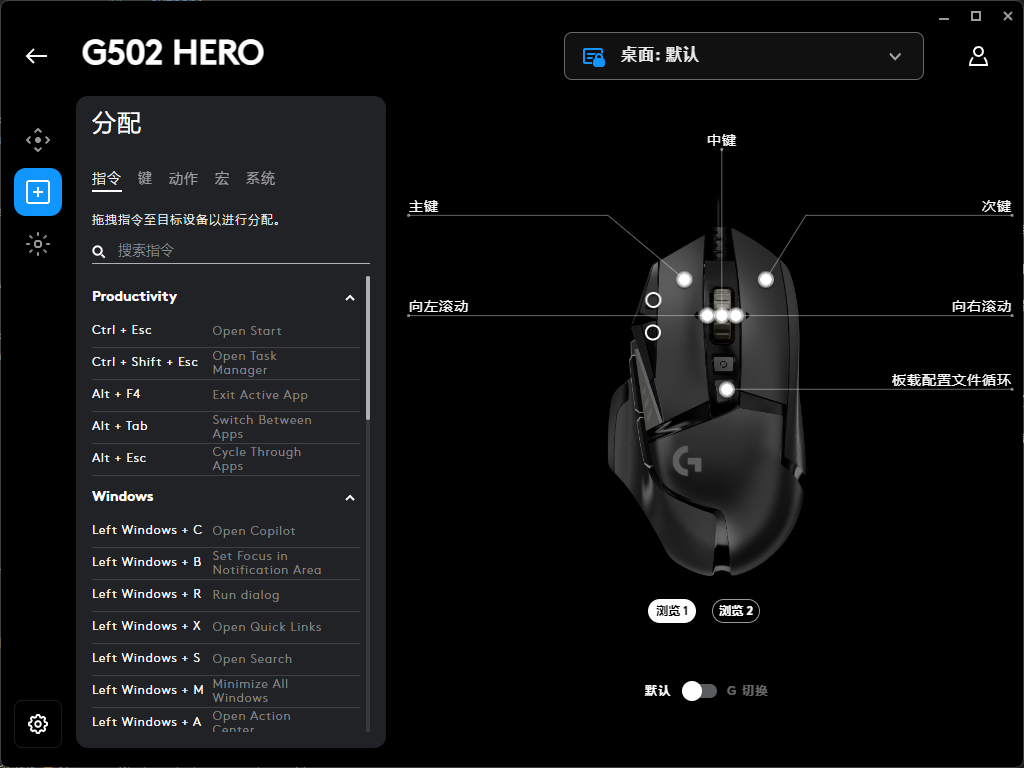 G502 HERO
桌面: 默认
分配
指令 键 动作 宏 系统
拖拽指令至目标设备以进行分配。
搜索指令
Productivity
Ctrl + Esc Open Start
Ctrl + Shift + Esc Open Task
Manager
Alt + F4 Exit Active App
Alt + Tab Switch Between
Apps
Alt + Esc Cycle Through
Apps
Windows
Left Windows + C Open Copilot
Left Windows + B Set Focus in
Notification Area
Left Windows + R Run dialog
Left Windows + X Open Quick Links
Left Windows + S Open Search
Left Windows + M Minimize All
Windows
Left Windows + A Open Action
Center
中键
主键
次键
向左滚动
向右滚动
板载配置文件循环
浏览 1
浏览 2
默认
G 切换